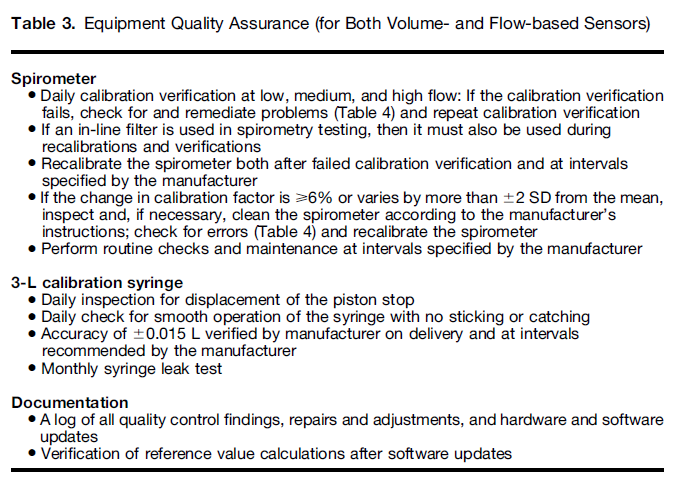 Table 3. Equipment Quality Assurance (for Both Volume- and Flow-based Sensors)
Spirometer
● Daily calibration verification at low, medium, and high flow: If the calibration verification
fails, check for and remediate problems (Table 4) and repeat calibration verification
● If an in-line filter is used in spirometry testing, then it must also be used during
recalibrations and verifications
● Recalibrate the spirometer both after failed calibration verification and at intervals
specified by the manufacturer
● If the change in calibration factor is ⩾6% or varies by more than ±2 SD from the mean,
inspect and, if necessary, clean the spirometer according to the manufacturer's
instructions; check for errors (Table 4) and recalibrate the spirometer
● Perform routine checks and maintenance at intervals specified by the manufacturer
3-L calibration syringe
● Daily inspection for displacement of the piston stop
● Daily check for smooth operation of the syringe with no sticking or catching
● Accuracy of ±0.015 L verified by manufacturer on delivery and at intervals
recommended by the manufacturer
● Monthly syringe leak test
Documentation
● A log of all quality control findings, repairs and adjustments, and hardware and software
updates
● Verification of reference value calculations after software updates